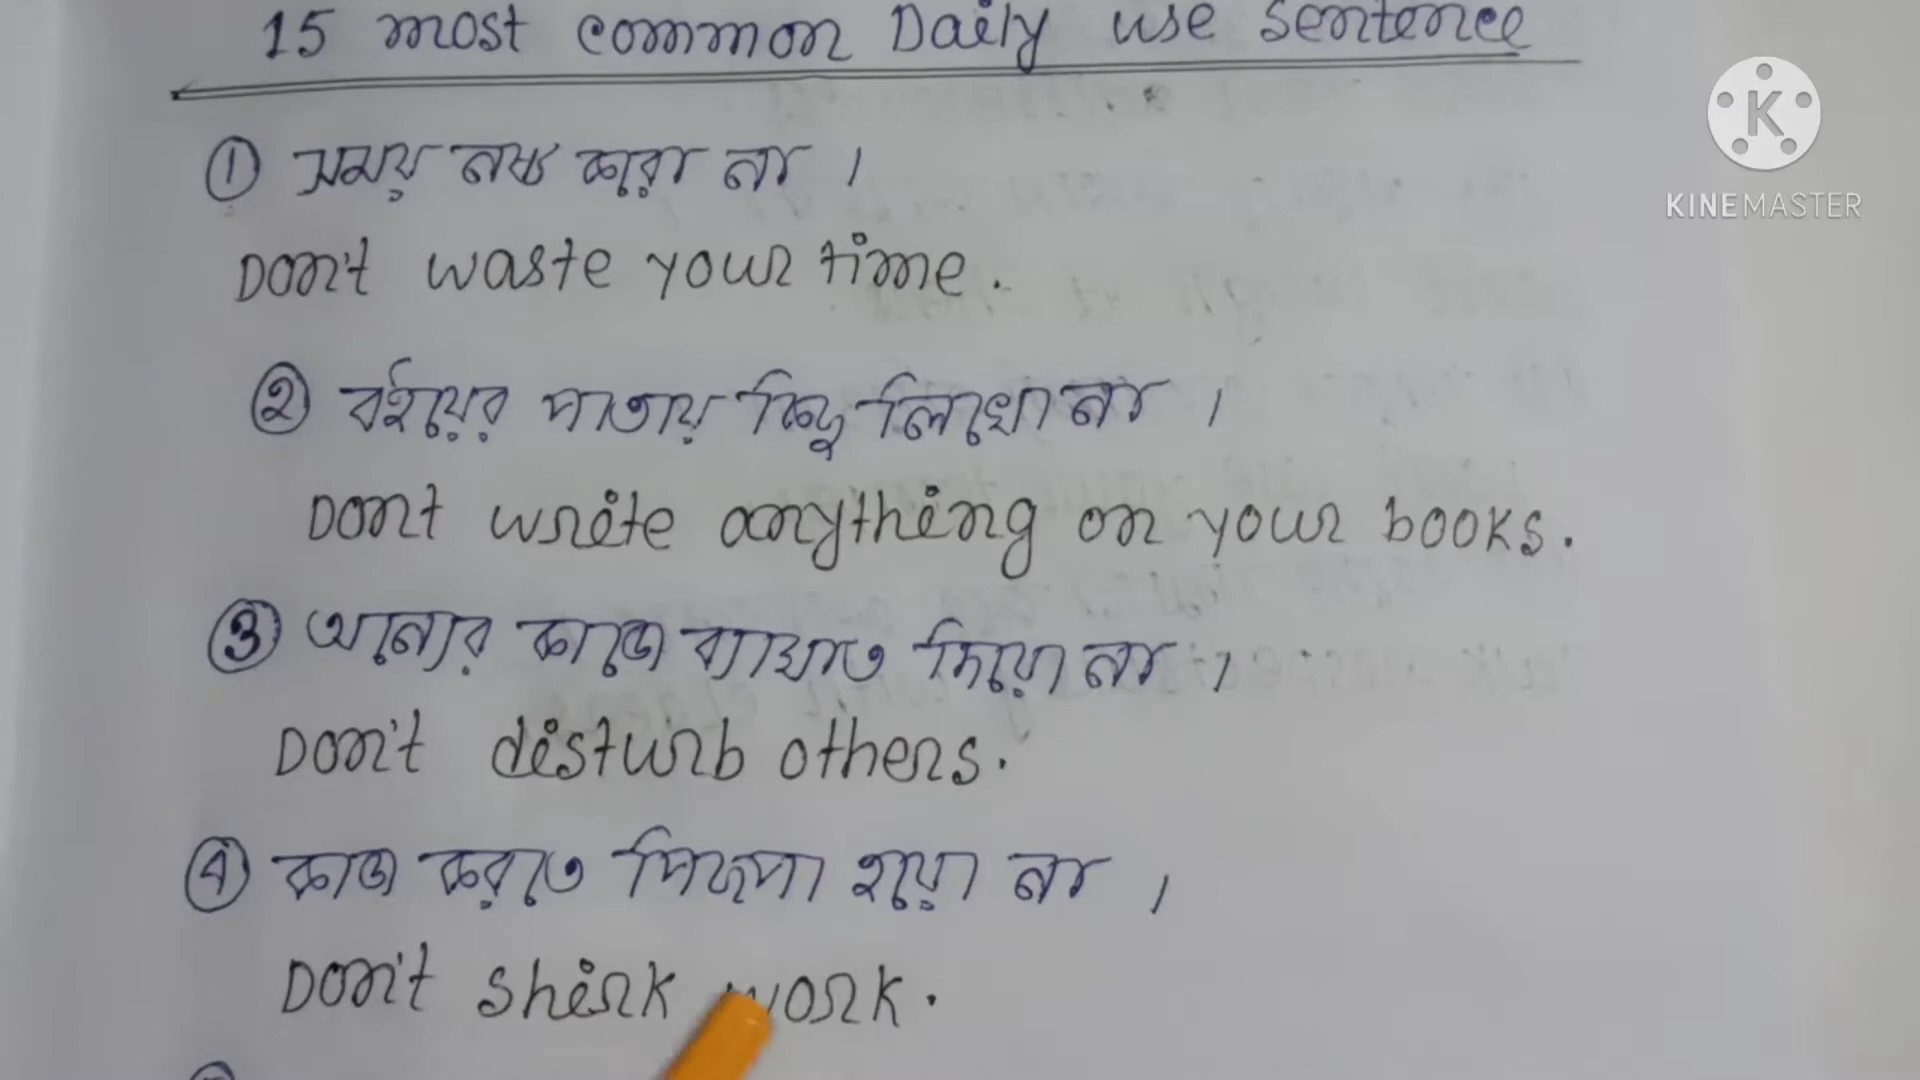 15 most common Daily use Sentence
① সময় নষ্ট করো না ।
Don't waste your time.
② বইয়ের পাতায় কিছু লিখো না ।
Don't write anything on your books.
③ অন্যের কাজে ব্যাঘাত দিয়ো না ।
Don't disturb others.
④ কাজ করতে পিছপা হয়ো না ।
Don't shirk work.
K
KINEMASTER